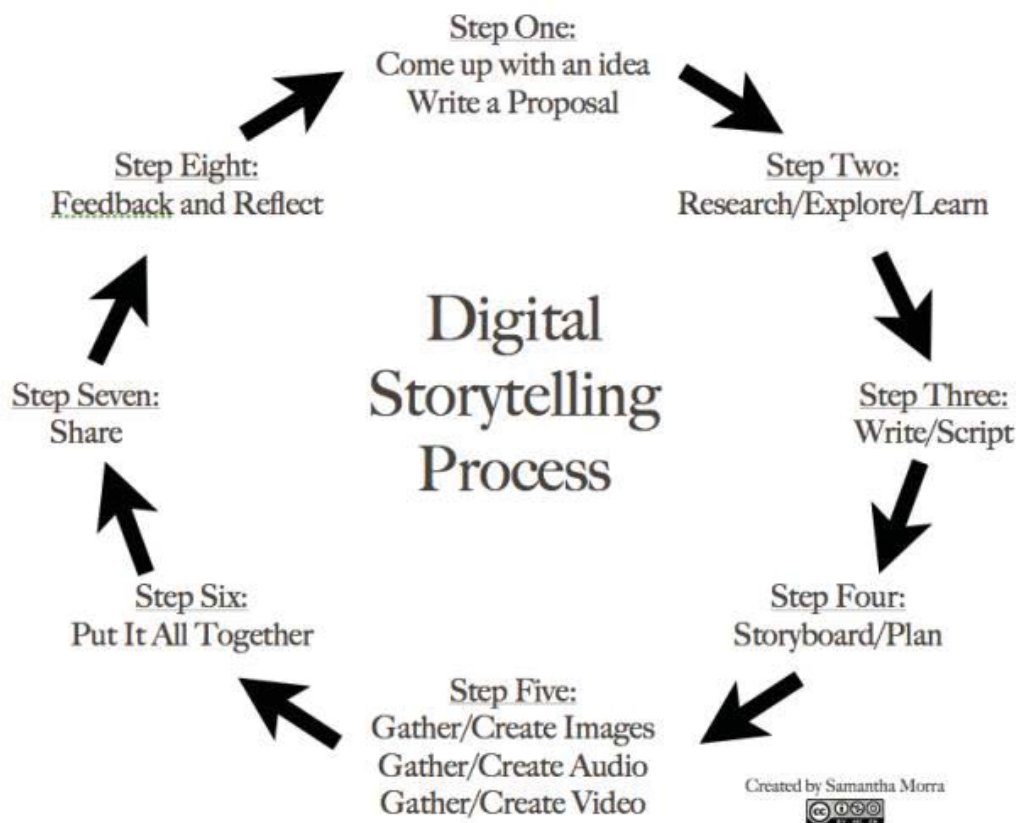 Step One:
Come up with an idea
Write a Proposal
Step Two:
Research/Explore/Learn
Step Three:
Write/Script
Step Four:
Storyboard/Plan
Step Five:
Gather/Create Images
Gather/Create Audio
Gather/Create Video
Step Six:
Put It All Together
Step Seven:
Share
Step Eight:
Feedback and Reflect
Digital
Storytelling
Process
Created by Samantha Morra